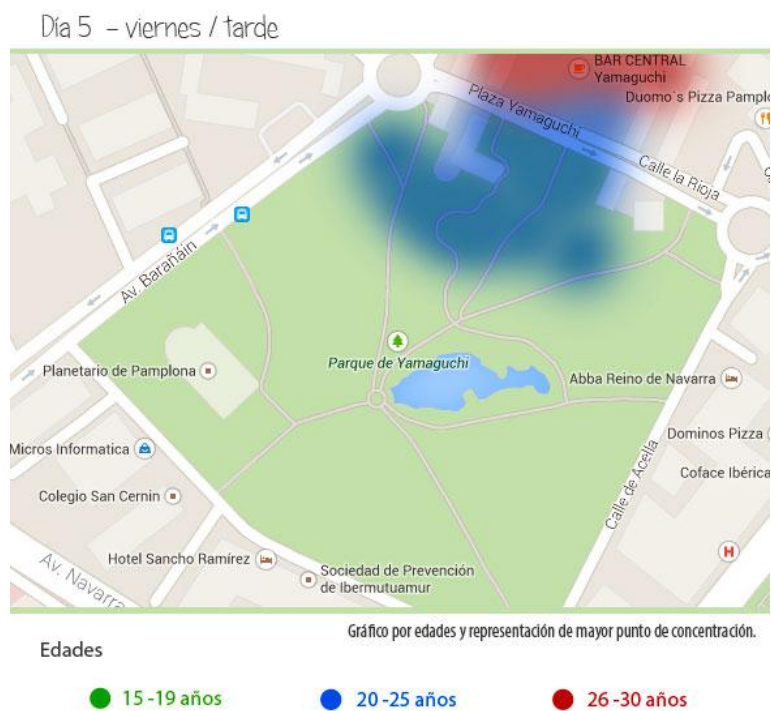 Día 5 – viernes / tarde
BAR CENTRAL
Yamaguchi
Plaza Yamaguchi
Duomo´s Pizza Pamplo
Calle la Rioja
Av. Barañáin
Parque de Yamaguchi
Planetario de Pamplona
Abba Reino de Navarra
Micros Informatica
Dominos Pizza
Coface Ibérica
Colegio San Cernin
Calle de Acella
H
Hotel Sancho Ramírez
Sociedad de Prevención
de Ibermutuamur
Av. Navarra
Gráfico por edades y representación de mayor punto de concentración.
Edades
15 -19 años
20 -25 años
26 -30 años